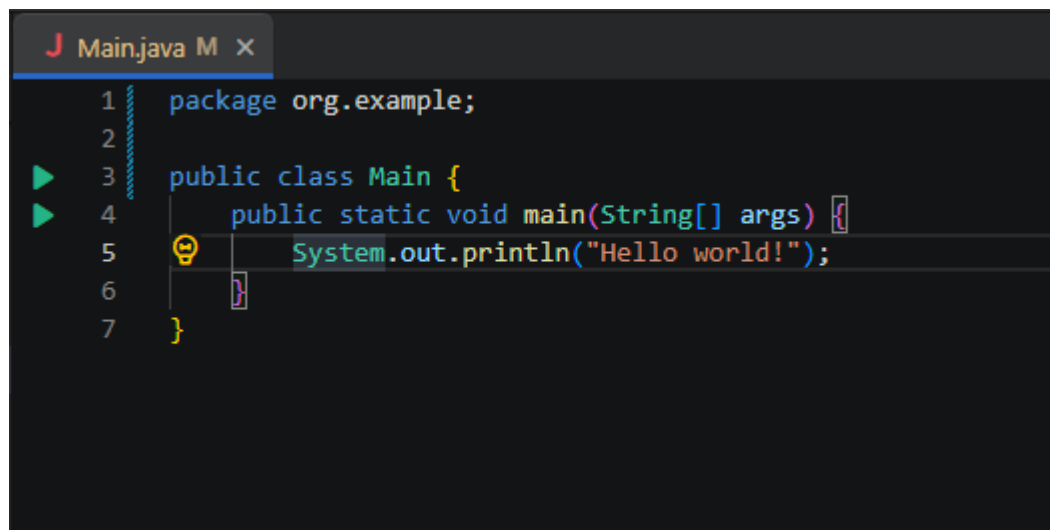 J Main.java M ×
1 package org.example;
2
3 public class Main {
4     public static void main(String[] args) {
5         System.out.println("Hello world!");
6     }
7 }